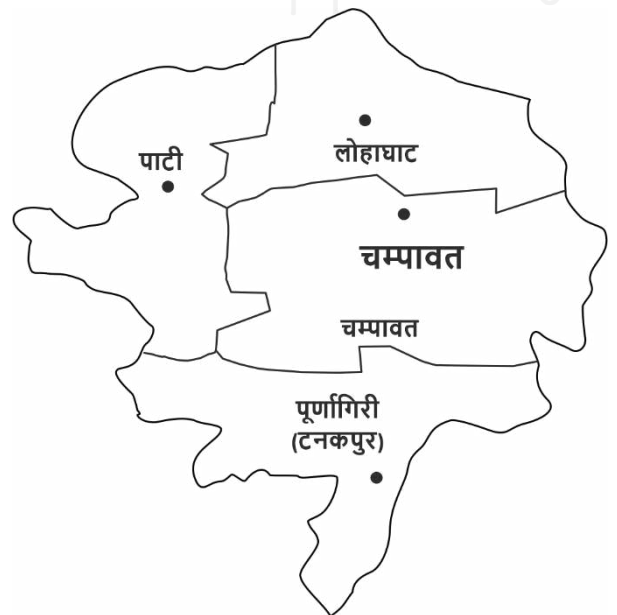 लोहाघाट
पाटी
चम्पावत
चम्पावत
पूर्णागिरी
(टनकपुर)